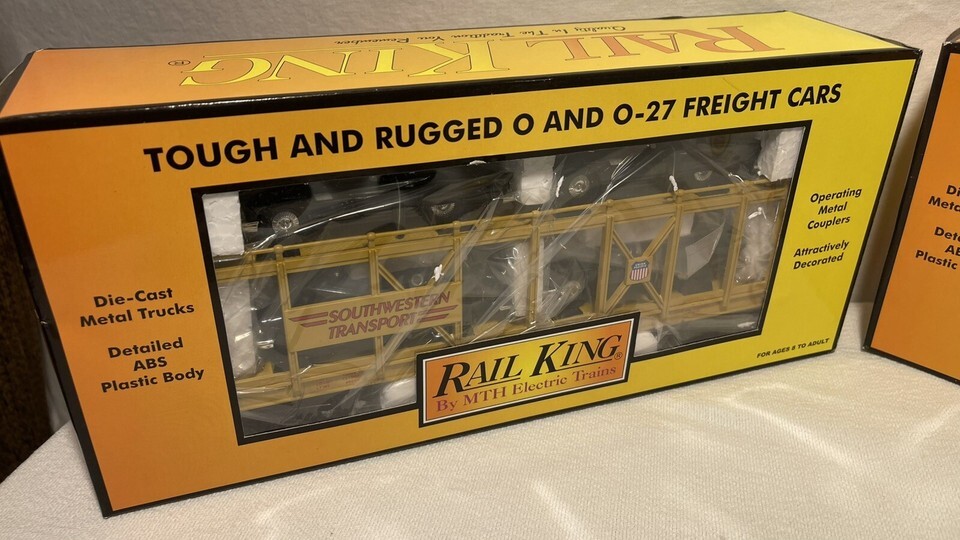 RAIL KING®
Quality In The Tradition You Remember
TOUGH AND RUGGED O AND O-27 FREIGHT CARS
Die-Cast
Metal Trucks
Detailed
ABS
Plastic Body
Operating
Metal
Couplers
Attractively
Decorated
SOUTHWESTERN
TRANSPORT
RAIL KING®
By MTH Electric Trains
FOR AGES 8 TO ADULT
Di
Meta
Deta
AB
Plastic